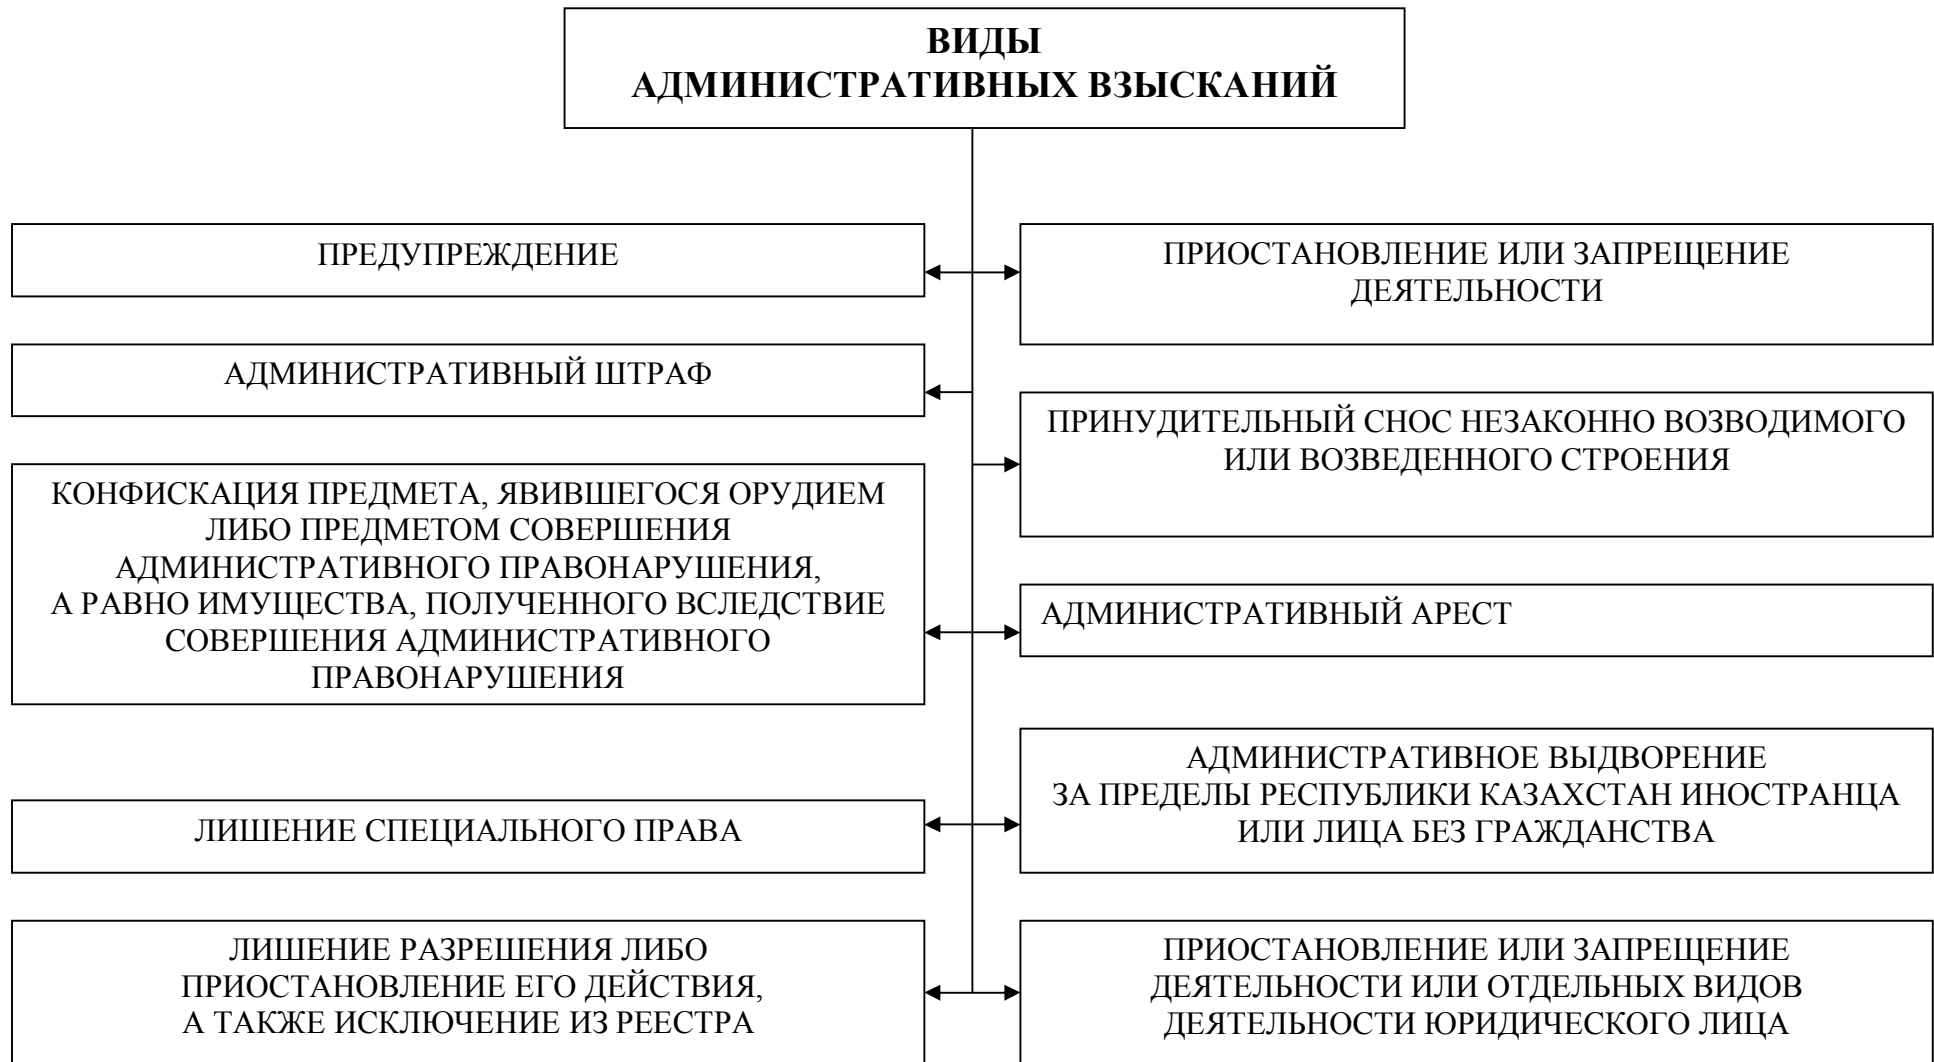 ВИДЫ
АДМИНИСТРАТИВНЫХ ВЗЫСКАНИЙ
ПРЕДУПРЕЖДЕНИЕ
АДМИНИСТРАТИВНЫЙ ШТРАФ
КОНФИСКАЦИЯ ПРЕДМЕТА, ЯВИВШЕГОСЯ ОРУДИЕМ
ЛИБО ПРЕДМЕТОМ СОВЕРШЕНИЯ
АДМИНИСТРАТИВНОГО ПРАВОНАРУШЕНИЯ,
А РАВНО ИМУЩЕСТВА, ПОЛУЧЕННОГО ВСЛЕДСТВИЕ
СОВЕРШЕНИЯ АДМИНИСТРАТИВНОГО
ПРАВОНАРУШЕНИЯ
ЛИШЕНИЕ СПЕЦИАЛЬНОГО ПРАВА
ЛИШЕНИЕ РАЗРЕШЕНИЯ ЛИБО
ПРИОСТАНОВЛЕНИЕ ЕГО ДЕЙСТВИЯ,
А ТАКЖЕ ИСКЛЮЧЕНИЕ ИЗ РЕЕСТРА
ПРИОСТАНОВЛЕНИЕ ИЛИ ЗАПРЕЩЕНИЕ
ДЕЯТЕЛЬНОСТИ
ПРИНУДИТЕЛЬНЫЙ СНОС НЕЗАКОННО ВОЗВОДИМОГО
ИЛИ ВОЗВЕДЕННОГО СТРОЕНИЯ
АДМИНИСТРАТИВНЫЙ АРЕСТ
АДМИНИСТРАТИВНОЕ ВЫДВОРЕНИЕ
ЗА ПРЕДЕЛЫ РЕСПУБЛИКИ КАЗАХСТАН ИНОСТРАНЦА
ИЛИ ЛИЦА БЕЗ ГРАЖДАНСТВА
ПРИОСТАНОВЛЕНИЕ ИЛИ ЗАПРЕЩЕНИЕ
ДЕЯТЕЛЬНОСТИ ИЛИ ОТДЕЛЬНЫХ ВИДОВ
ДЕЯТЕЛЬНОСТИ ЮРИДИЧЕСКОГО ЛИЦА